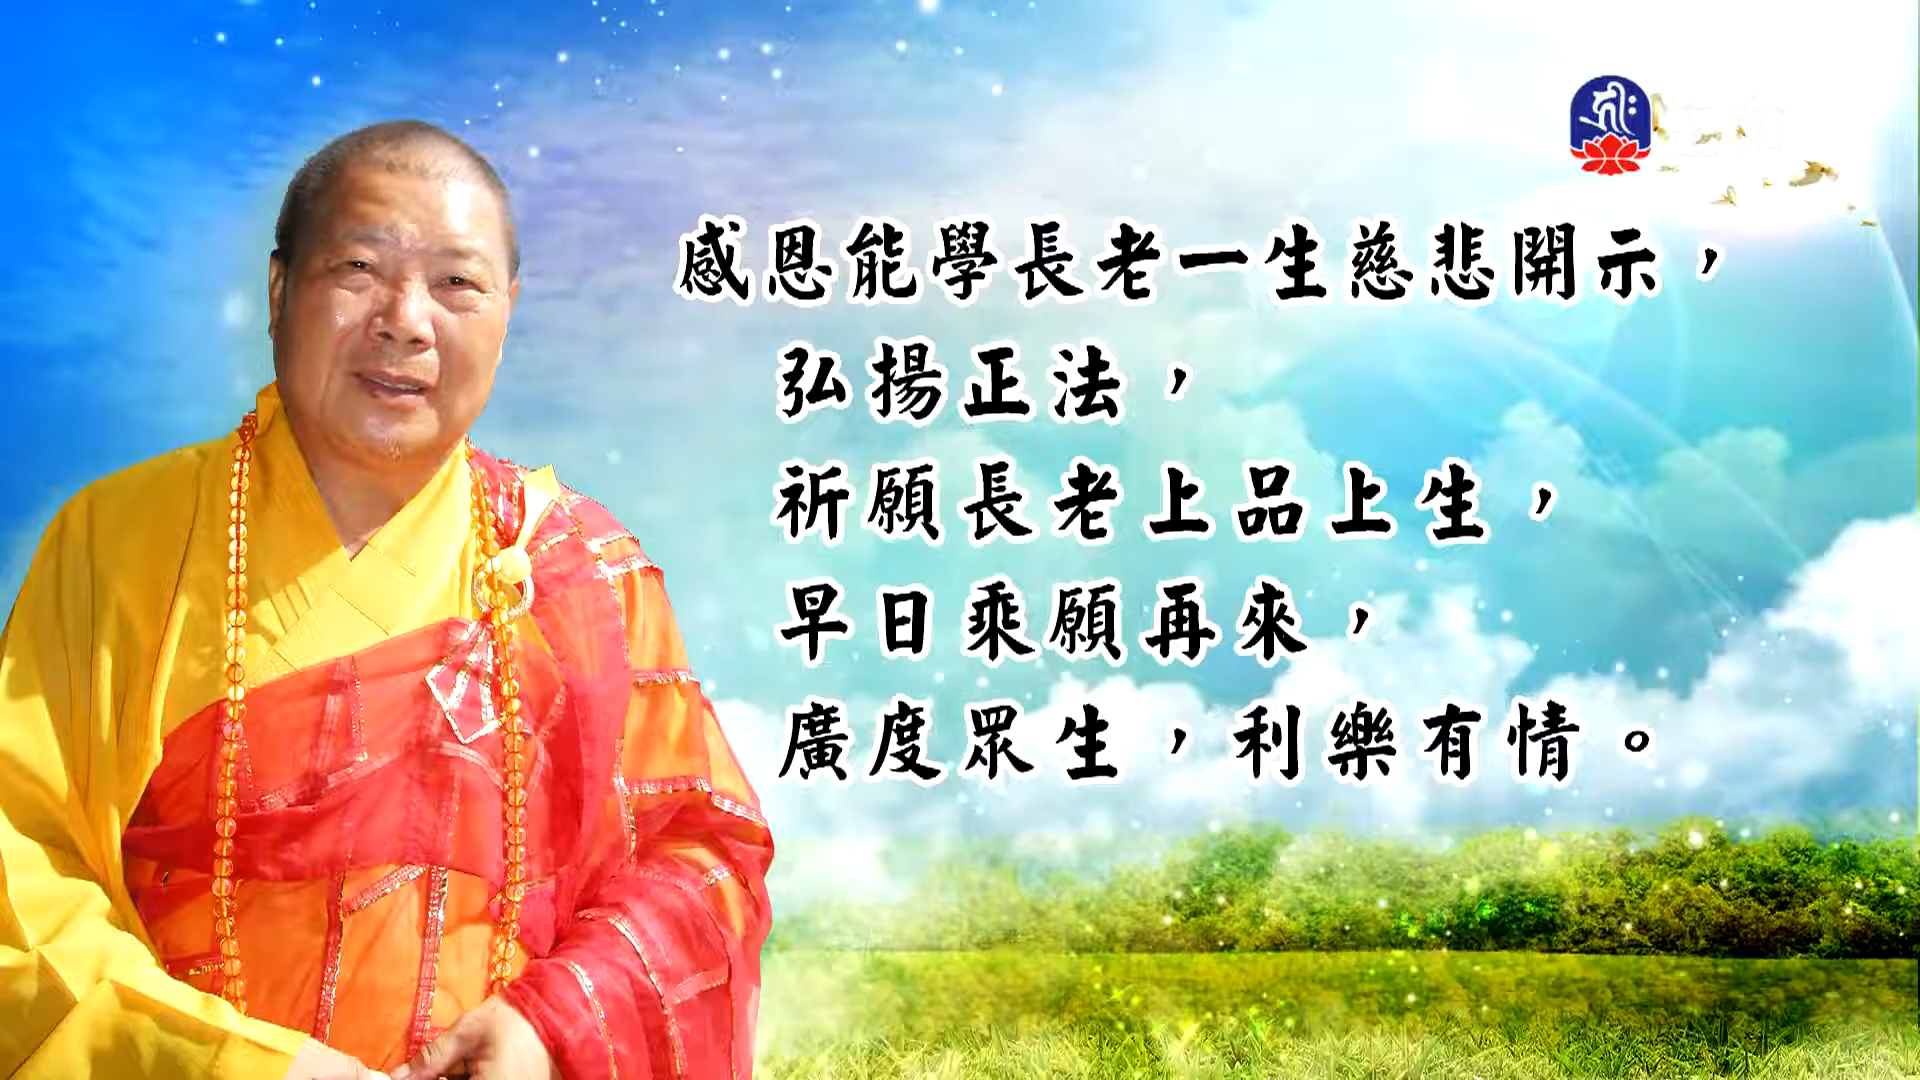 感恩能學長老一生慈悲開示，
弘揚正法，
祈願長老上品上生，
早日乘願再來，
廣度眾生，利樂有情。